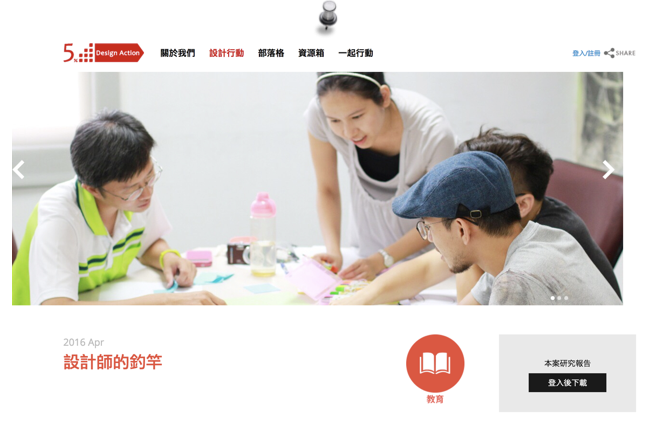 5% Design Action
關於我們
設計行動
部落格
資源箱
一起行動
登入/註冊
SHARE
2016 Apr
設計師的釣竿
教育
本案研究報告
登入後下載